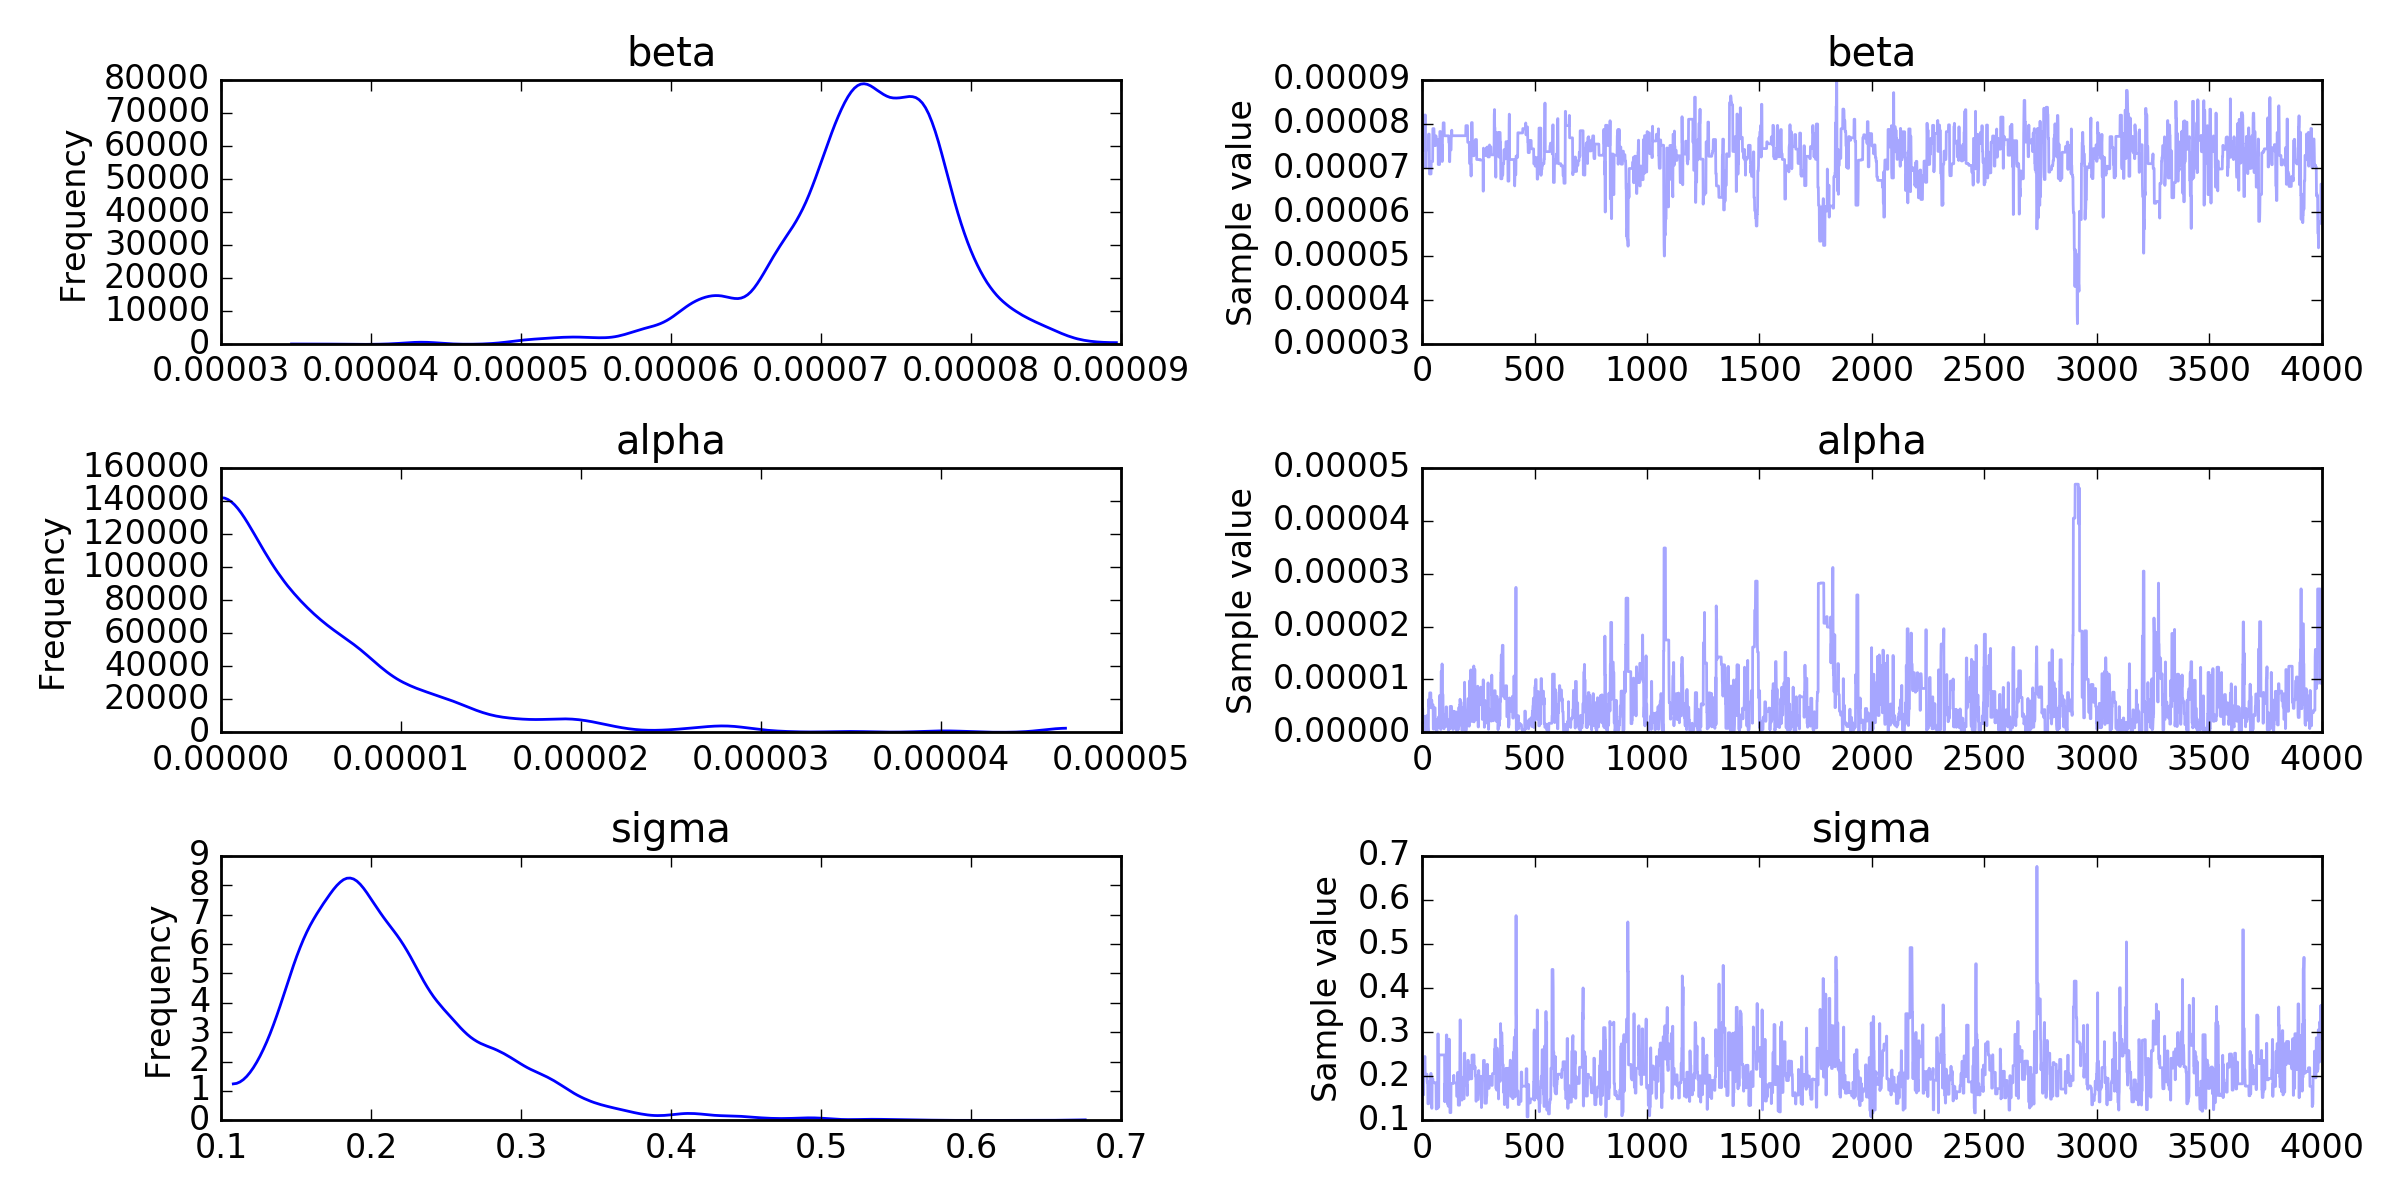 beta
80000
70000
60000
50000
40000
30000
20000
10000
0
Frequency
0.00003 0.00004 0.00005 0.00006 0.00007 0.00008 0.00009
beta
0.00009
0.00008
0.00007
0.00006
0.00005
0.00004
0.00003
Sample value
0 500 1000 1500 2000 2500 3000 3500 4000
alpha
160000
140000
120000
100000
80000
60000
40000
20000
0
Frequency
0.00000 0.00001 0.00002 0.00003 0.00004 0.00005
alpha
0.00005
0.00004
0.00003
0.00002
0.00001
0.00000
Sample value
0 500 1000 1500 2000 2500 3000 3500 4000
sigma
9
8
7
6
5
4
3
2
1
0
Frequency
0.1 0.2 0.3 0.4 0.5 0.6 0.7
sigma
0.7
0.6
0.5
0.4
0.3
0.2
0.1
Sample value
0 500 1000 1500 2000 2500 3000 3500 4000